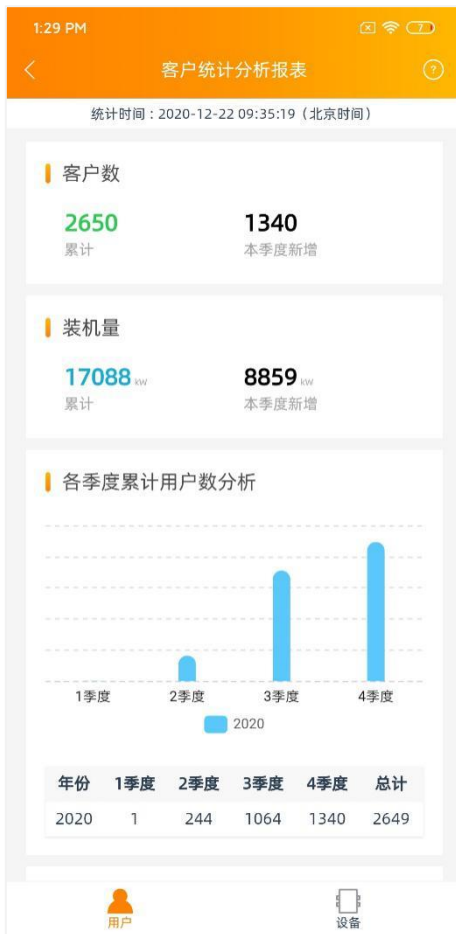 1:29 PM
7
客户统计分析报表
?
统计时间：2020-12-22 09:35:19（北京时间）
客户数
2650 1340
累计 本季度新增
装机量
17088 kW 8859 kW
累计 本季度新增
各季度累计用户数分析
1季度 2季度 3季度 4季度
2020
年份 1季度 2季度 3季度 4季度 总计
2020 1 244 1064 1340 2649
用户 设备